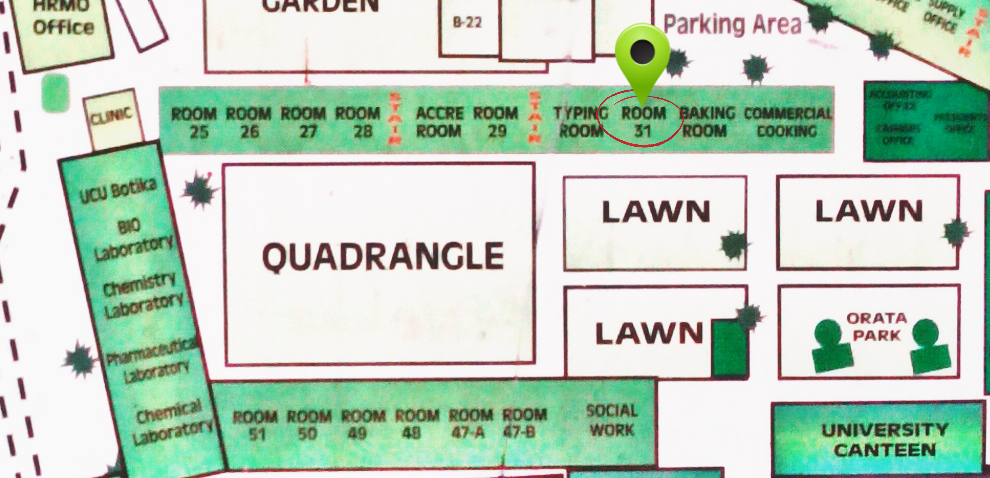 HRMO
Office
GARDEN
B-22
Parking Area
SUPPLY
OFFICE
OFFICE
STAIR
CLINIC
ROOM
25
ROOM
26
ROOM
27
ROOM
28
STAIR
ACCRE
ROOM
ROOM
29
STAIR
TYPING
ROOM
ROOM
31
BAKING
ROOM
COMMERCIAL
COOKING
ACCOUNTING
OFFICE
PRESIDENTS
OFFICE
OFFICE
UCU Botika
BIO
Laboratory
Chemistry
Laboratory
Pharmaceutical
Laboratory
Chemical
Laboratory
QUADRANGLE
LAWN
LAWN
LAWN
ORATA
PARK
ROOM
51
ROOM
50
ROOM
49
ROOM
48
ROOM
47-A
ROOM
47-B
SOCIAL
WORK
UNIVERSITY
CANTEEN